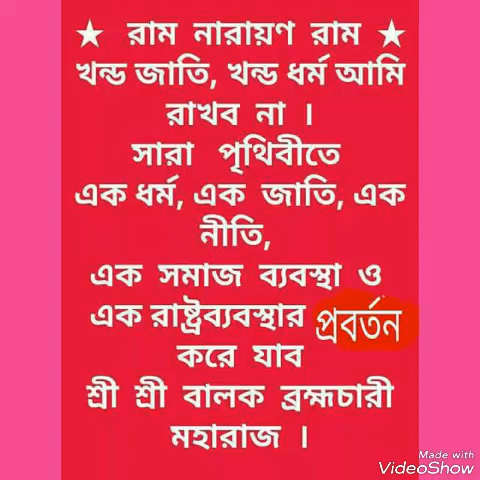 ★ রাম নারায়ণ রাম ★
খন্ড জাতি, খন্ড ধর্ম আমি
রাখব না ।
সারা পৃথিবীতে
এক ধর্ম, এক জাতি, এক
নীতি,
এক সমাজ ব্যবস্থা ও
এক রাষ্ট্রব্যবস্থার প্রবর্তন
করে যাব
শ্রী শ্রী বালক ব্রহ্মচারী
মহারাজ ।
Made with
VideoShow